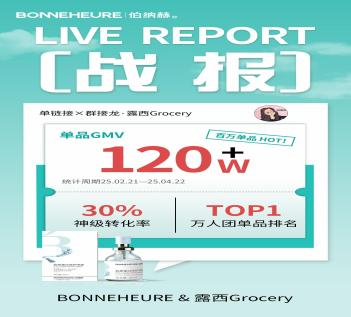 BONNEHEURE | 伯纳赫。
LIVE REPORT
[战 报]
单链接×群接龙·露西Grocery
单品GMV
百万单品 HOT!
120+W
统计周期25.02.21—25.04.22
30%
神级转化率
TOP1
万人团单品排名
BONNEHEURE & 露西Grocery